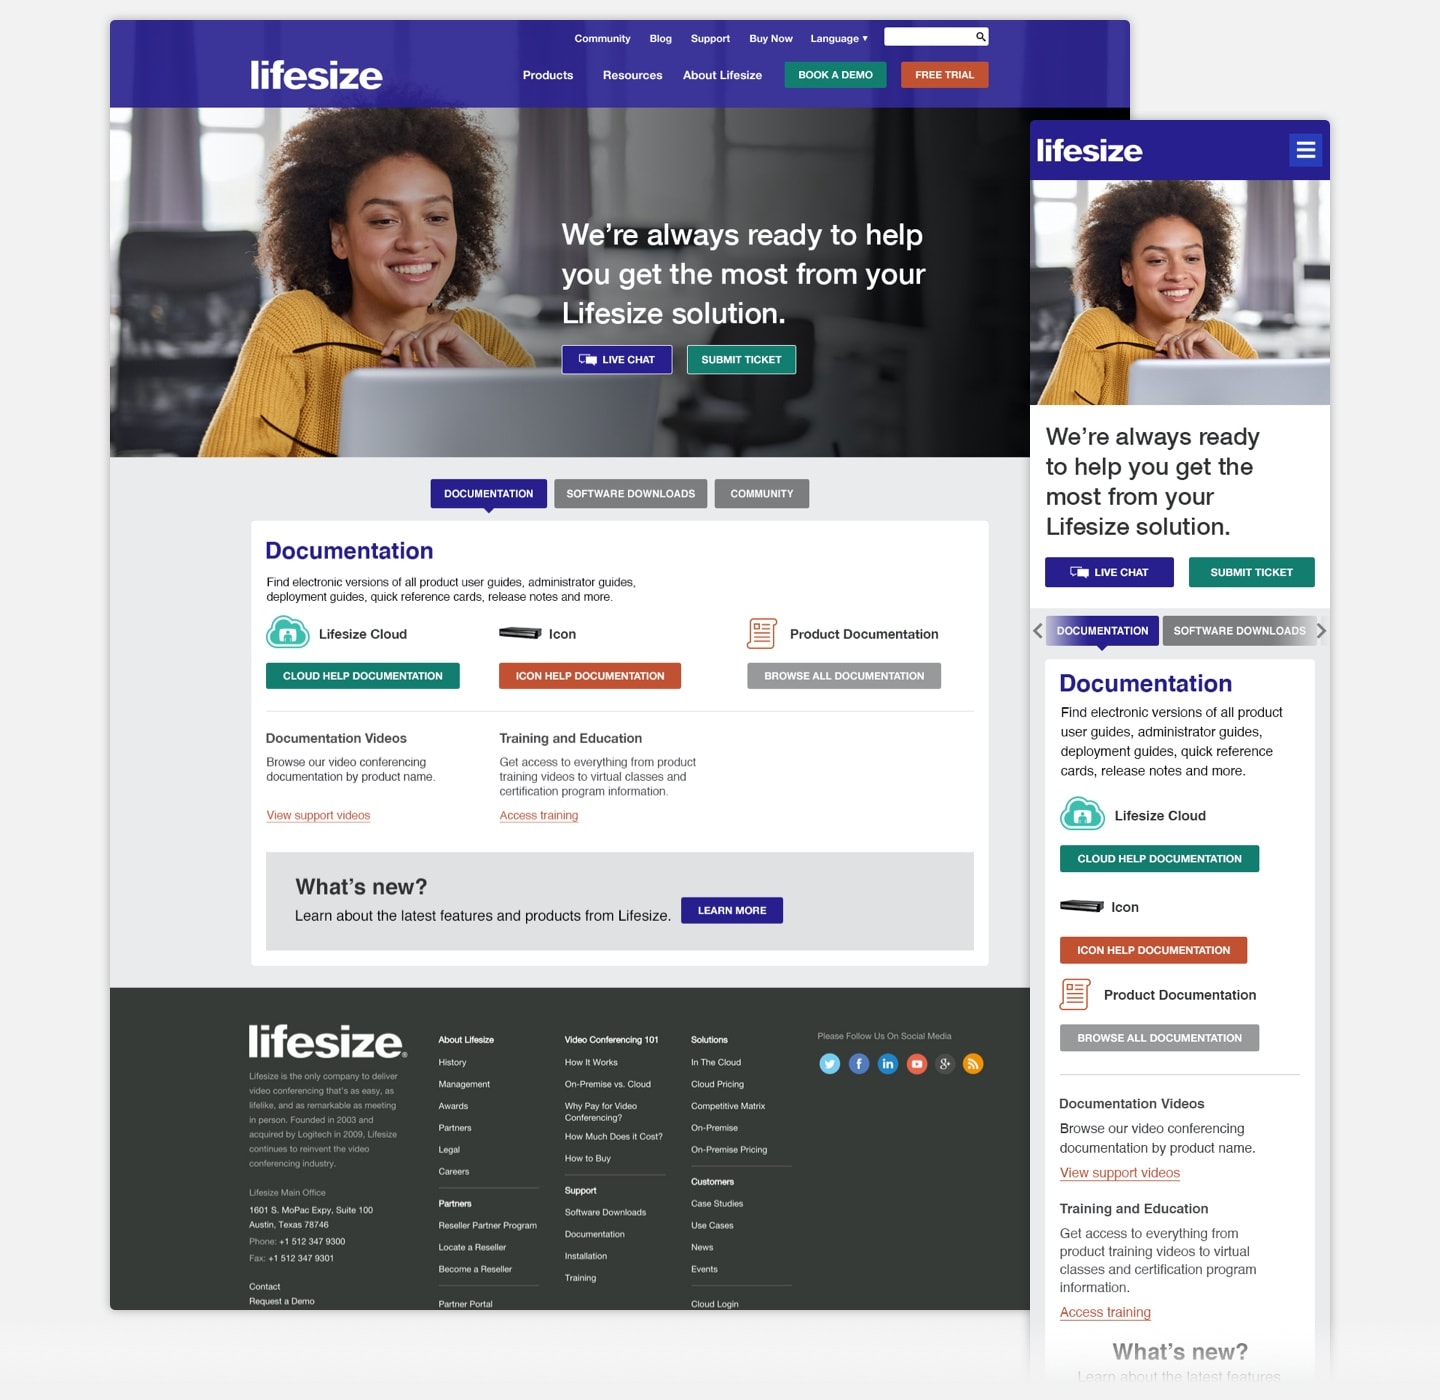 Community Blog Support Buy Now Language
lifesize
Products Resources About Lifesize BOOK A DEMO FREE TRIAL
We're always ready to help
you get the most from your
Lifesize solution.
LIVE CHAT SUBMIT TICKET
DOCUMENTATION SOFTWARE DOWNLOADS COMMUNITY
Documentation
Find electronic versions of all product user guides, administrator guides,
deployment guides, quick reference cards, release notes and more.
Lifesize Cloud
Icon
Product Documentation
CLOUD HELP DOCUMENTATION
ICON HELP DOCUMENTATION
BROWSE ALL DOCUMENTATION
Documentation Videos
Browse our video conferencing
documentation by product name.
View support videos
Training and Education
Get access to everything from product
training videos to virtual classes and
certification program information.
Access training
What's new?
Learn about the latest features and products from Lifesize.
LEARN MORE
lifesize®
Lifesize is the only company to deliver
video conferencing that's as easy, as
lifelike, and as remarkable as meeting
in person. Founded in 2003 and
acquired by Logitech in 2009, Lifesize
continues to reinvent the video
conferencing industry.
Lifesize Main Office
1601 S. MoPac Expy, Suite 100
Austin, Texas 78746
Phone: +1 512 347 9300
Fax: +1 512 347 9301
Contact
Request a Demo
About Lifesize
History
Management
Awards
Partners
Legal
Careers
Partners
Reseller Partner Program
Locate a Reseller
Become a Reseller
Partner Portal
Video Conferencing 101
How It Works
On-Premise vs. Cloud
Why Pay for Video
Conferencing?
How Much Does it Cost?
How to Buy
Support
Software Downloads
Documentation
Installation
Training
Solutions
In The Cloud
Cloud Pricing
Competitive Matrix
On-Premise
On-Premise Pricing
Customers
Case Studies
Use Cases
News
Events
Cloud Login
Please Follow Us On Social Media
f in g+
lifesize
We're always ready
to help you get the
most from your
Lifesize solution.
LIVE CHAT SUBMIT TICKET
DOCUMENTATION SOFTWARE DOWNLOADS
Documentation
Find electronic versions of all product
user guides, administrator guides,
deployment guides, quick reference
cards, release notes and more.
Lifesize Cloud
CLOUD HELP DOCUMENTATION
Icon
ICON HELP DOCUMENTATION
Product Documentation
BROWSE ALL DOCUMENTATION
Documentation Videos
Browse our video conferencing
documentation by product name.
View support videos
Training and Education
Get access to everything from
product training videos to virtual
classes and certification program
information.
Access training
What's new?
Learn about the latest features